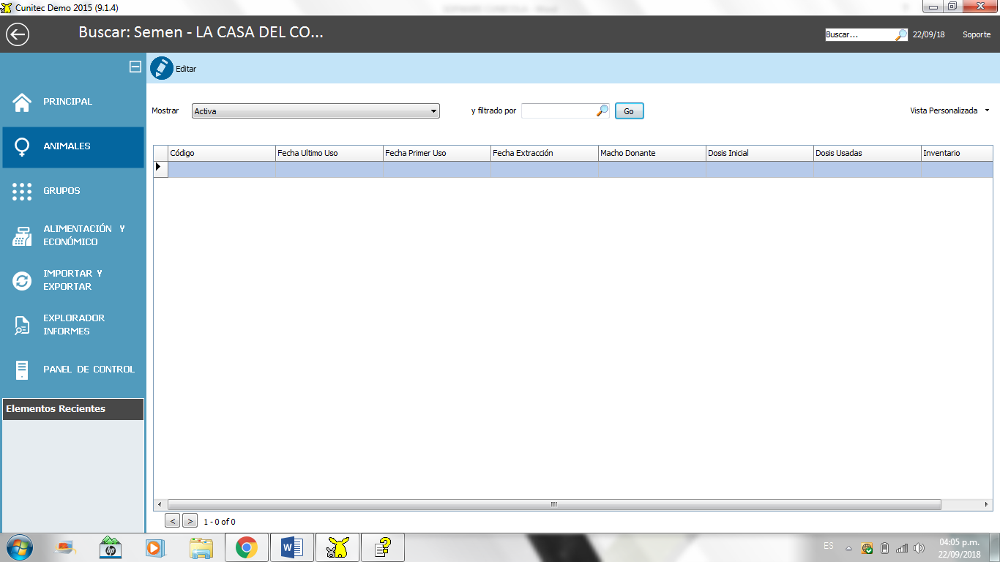 Cunitec Demo 2015 (9.1.4)
Buscar: Semen - LA CASA DEL CO...
Buscar...
22/09/18
Soporte
Editar
PRINCIPAL
ANIMALES
GRUPOS
ALIMENTACIÓN Y
ECONÓMICO
IMPORTAR Y
EXPORTAR
EXPLORADOR
INFORMES
PANEL DE CONTROL
Elementos Recientes
Mostrar
Activa
y filtrado por
Go
Vista Personalizada
Código
Fecha Ultimo Uso
Fecha Primer Uso
Fecha Extracción
Macho Donante
Dosis Inicial
Dosis Usadas
Inventario
< > 1 - 0 of 0
hp
W
ES
04:05 p.m.
22/09/2018